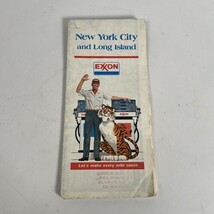 New York City
and Long Island
EXXON
Let's make every mile count